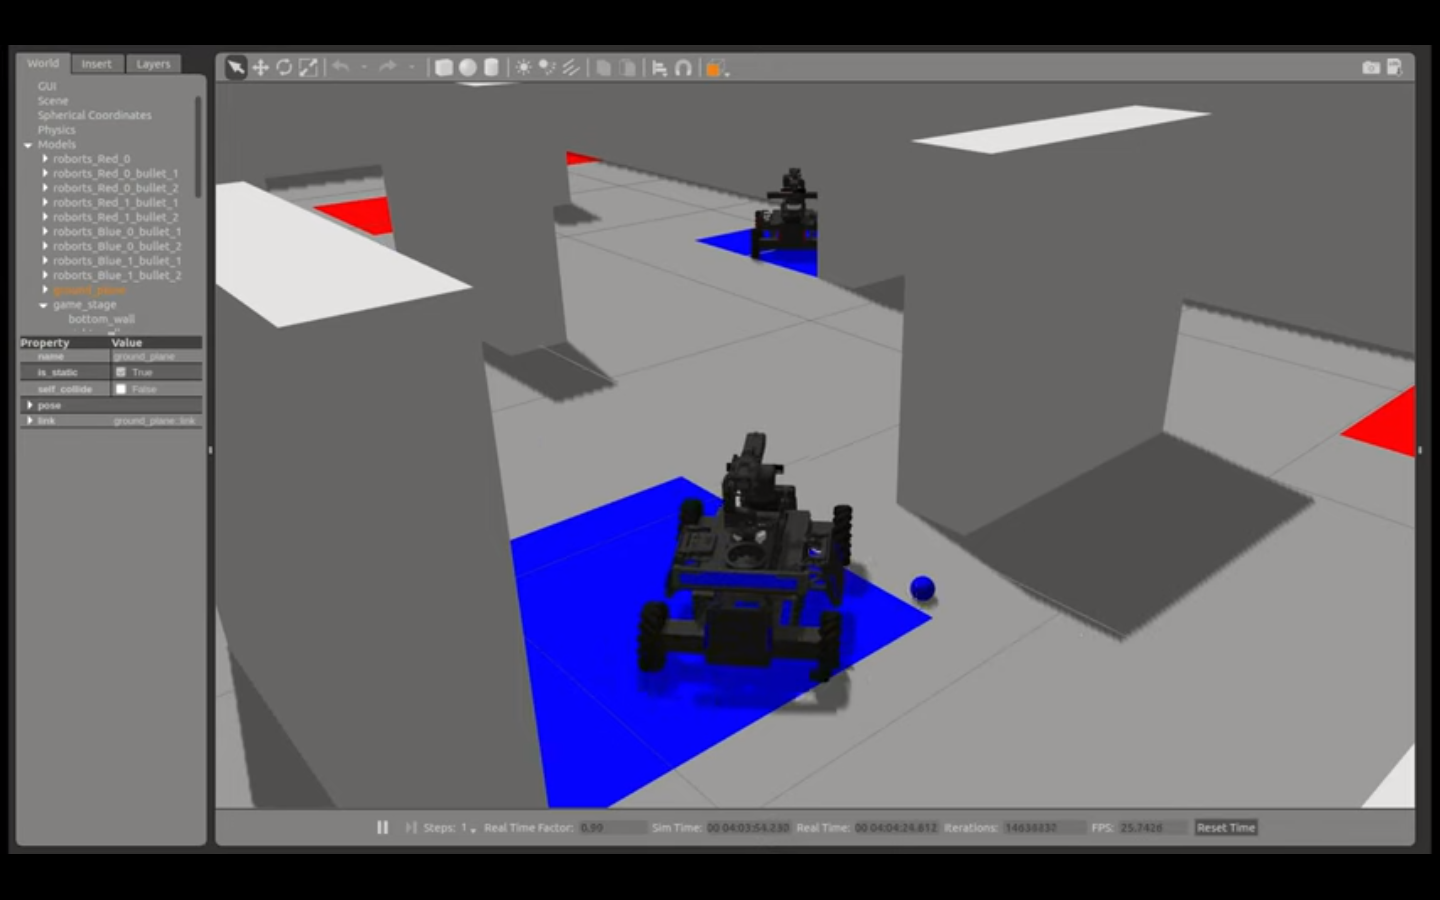 World Insert Layers
GUI
Scene
Spherical Coordinates
Physics
Models
roborts_Red_0
roborts_Red_0_bullet_1
roborts_Red_0_bullet_2
roborts_Red_1_bullet_1
roborts_Red_1_bullet_2
roborts_Blue_0_bullet_1
roborts_Blue_0_bullet_2
roborts_Blue_1_bullet_1
roborts_Blue_1_bullet_2
ground_plane
game_stage
bottom_wall
Property Value
name ground_plane
is_static True
self_collide False
pose
link ground_plane::link
Steps: 1 Real Time Factor: 0.99 Sim Time: 00 04:03:54.230 Real Time: 00 04:04:24.612 Iterations: FPS: 25.7426 Reset Time